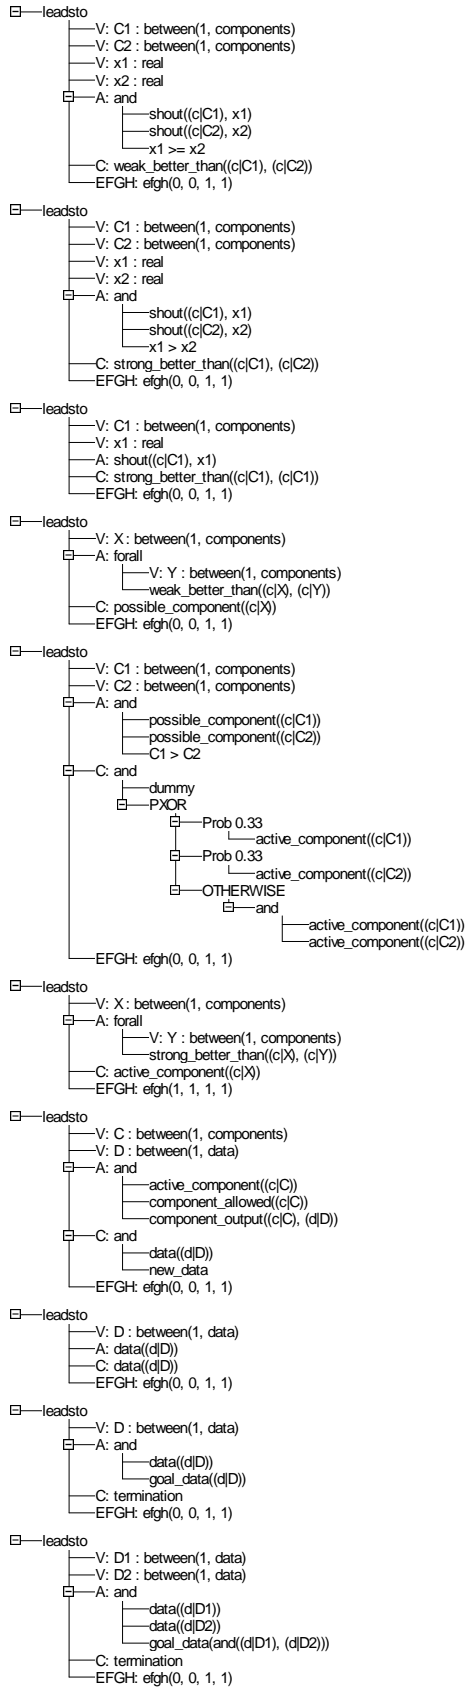 leadsto
V: C1 : between(1, components)
V: C2 : between(1, components)
V: x1 : real
V: x2 : real
A: and
shout((c|C1), x1)
shout((c|C2), x2)
x1 >= x2
C: weak_better_than((c|C1), (c|C2))
EFGH: efgh(0, 0, 1, 1)
leadsto
V: C1 : between(1, components)
V: C2 : between(1, components)
V: x1 : real
V: x2 : real
A: and
shout((c|C1), x1)
shout((c|C2), x2)
x1 > x2
C: strong_better_than((c|C1), (c|C2))
EFGH: efgh(0, 0, 1, 1)
leadsto
V: C1 : between(1, components)
V: x1 : real
A: shout((c|C1), x1)
C: strong_better_than((c|C1), (c|C1))
EFGH: efgh(0, 0, 1, 1)
leadsto
V: X : between(1, components)
A: forall
V: Y : between(1, components)
weak_better_than((c|X), (c|Y))
C: possible_component((c|X))
EFGH: efgh(0, 0, 1, 1)
leadsto
V: C1 : between(1, components)
V: C2 : between(1, components)
A: and
possible_component((c|C1))
possible_component((c|C2))
C1 > C2
C: and
dummy
PXOR
Prob 0.33
active_component((c|C1))
Prob 0.33
active_component((c|C2))
OTHERWISE
and
active_component((c|C1))
active_component((c|C2))
EFGH: efgh(0, 0, 1, 1)
leadsto
V: X : between(1, components)
A: forall
V: Y : between(1, components)
strong_better_than((c|X), (c|Y))
C: active_component((c|X))
EFGH: efgh(1, 1, 1, 1)
leadsto
V: C : between(1, components)
V: D : between(1, data)
A: and
active_component((c|C))
component_allowed((c|C))
component_output((c|C), (d|D))
C: and
data((d|D))
new_data
EFGH: efgh(0, 0, 1, 1)
leadsto
V: D : between(1, data)
A: data((d|D))
C: data((d|D))
EFGH: efgh(0, 0, 1, 1)
leadsto
V: D : between(1, data)
A: and
data((d|D))
goal_data((d|D))
C: termination
EFGH: efgh(0, 0, 1, 1)
leadsto
V: D1 : between(1, data)
V: D2 : between(1, data)
A: and
data((d|D1))
data((d|D2))
goal_data(and((d|D1), (d|D2)))
C: termination
EFGH: efgh(0, 0, 1, 1)